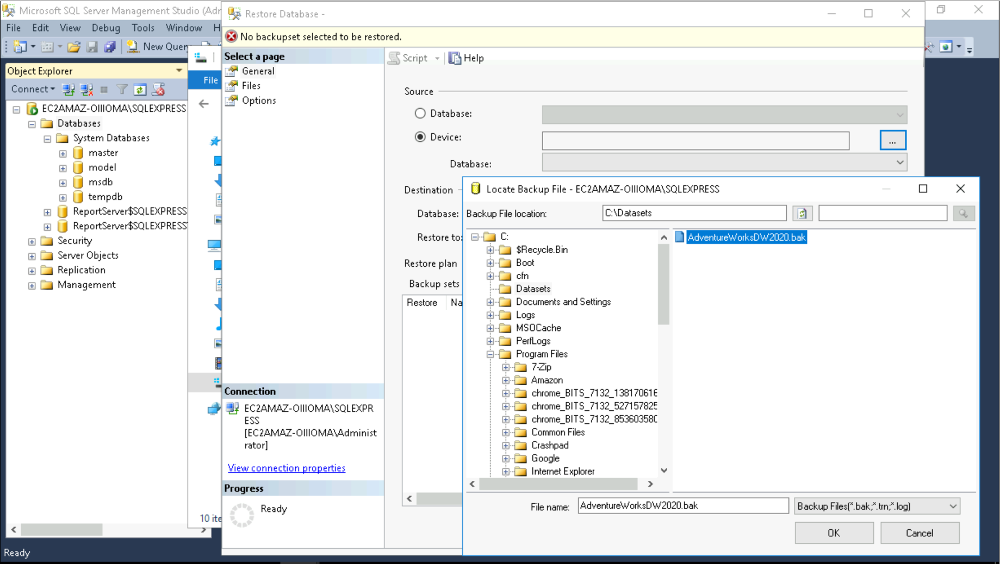 Microsoft SQL Server Management Studio (Adr
File Edit View Debug Tools Window H
New Query
Object Explorer
Connect
EC2AMAZ-OIIIOMA\SQLEXPRESS
Databases
System Databases
master
model
msdb
tempdb
ReportServer$SQLEXPRESS
ReportServer$SQLEXPRESS
Security
Server Objects
Replication
Management
Ready
File
10 ite
Restore Database -
No backupset selected to be restored.
Select a page
General
Files
Options
Connection
EC2AMAZ-OIIIOMA\SQLEXPR
ESS
[EC2AMAZ-OIIIOMA\Administ
rator]
View connection properties
Progress
Ready
Script Help
Source
Database:
Device:
...
Database:
Destination
Database:
Restore to:
Restore plan
Backup sets
Restore Na
Locate Backup File - EC2AMAZ-OIIIOMA\SQLEXPRESS
Backup File location: C:\Datasets
C:
$Recycle.Bin
Boot
cfn
Datasets
Documents and Settings
Logs
MSOCache
PerfLogs
Program Files
7-Zip
Amazon
chrome_BITS_7132_138170616
chrome_BITS_7132_527157825
chrome_BITS_7132_853603580
Common Files
Crashpad
Google
Internet Explorer
AdventureWorksDW2020.bak
File name: AdventureWorksDW2020.bak Backup Files(*.bak;*.trn;*.log)
OK Cancel